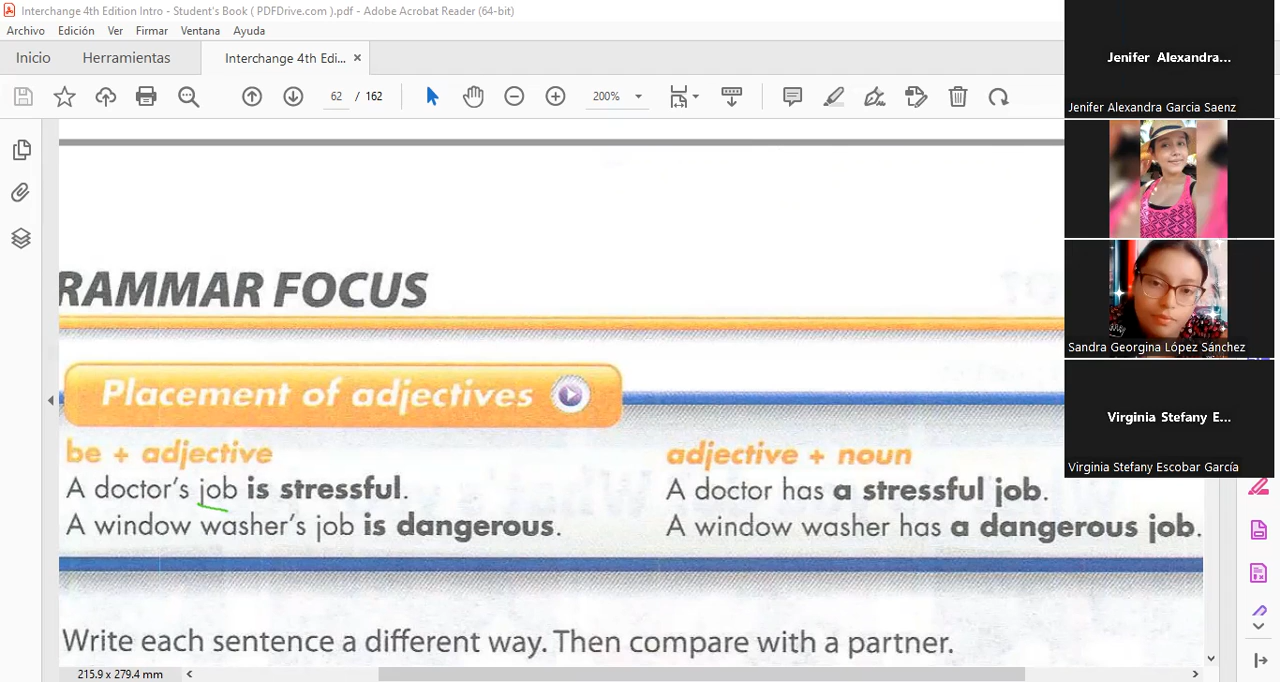 Interchange 4th Edition Intro - Student's Book ( PDFDrive.com ).pdf - Adobe Acrobat Reader (64-bit)
Archivo Edición Ver Firmar Ventana Ayuda
Inicio Herramientas Interchange 4th Edi... ×
62 / 162 200%
RAMMAR FOCUS
Placement of adjectives
be + adjective
A doctor's job is stressful.
A window washer's job is dangerous.
adjective + noun
A doctor has a stressful job.
A window washer has a dangerous job.
Write each sentence a different way. Then compare with a partner.
215.9 x 279.4 mm
Jenifer Alexandra...
Jenifer Alexandra Garcia Saenz
Sandra Georgina López Sánchez
Virginia Stefany E...
Virginia Stefany Escobar García